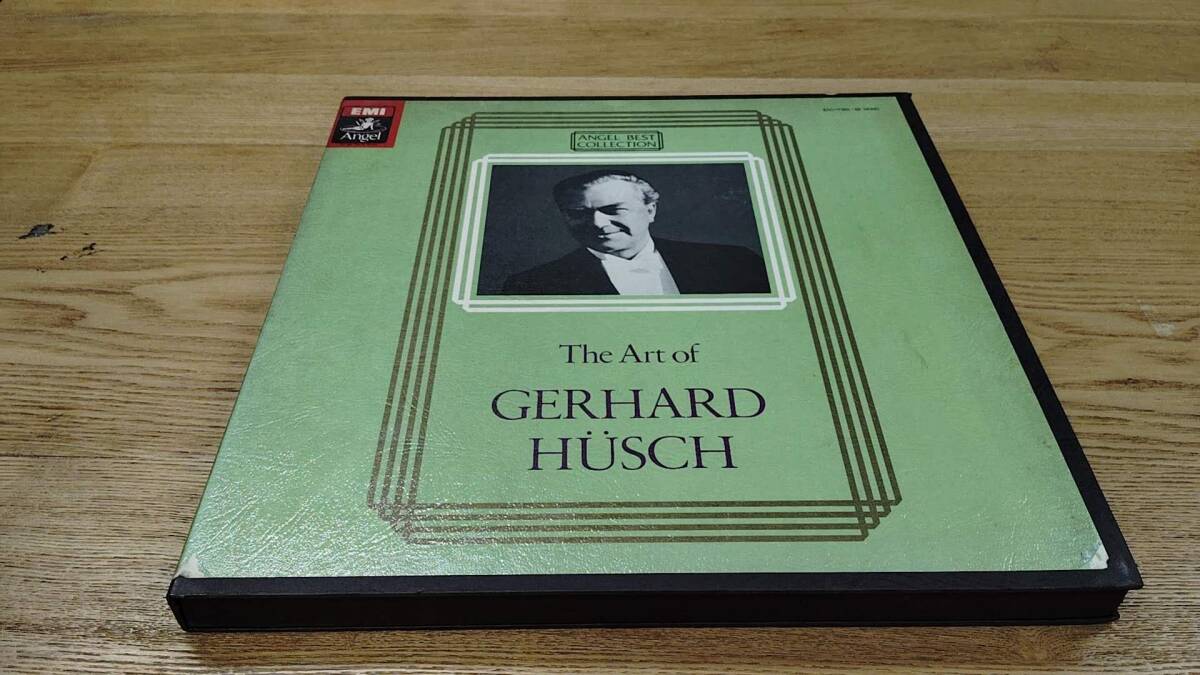 EMI
Angel
ANGEL BEST
COLLECTION
The Art of
GERHARD
HÜSCH